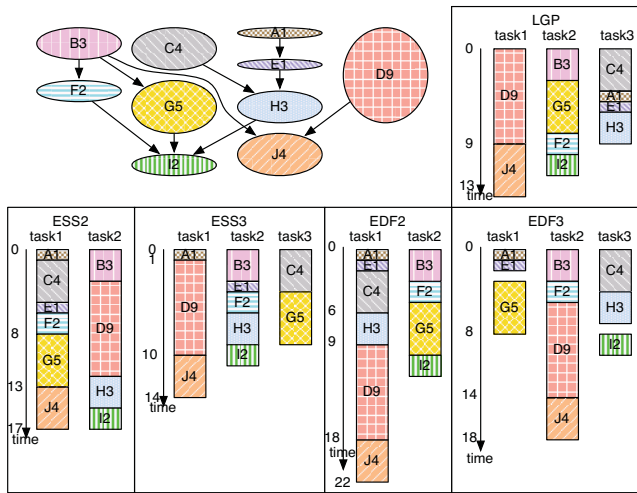 B3
C4
A1
E1
D9
F2
G5
H3
I2
J4
LGP
task1 task2 task3
0
D9
B3
C4
A1
E1
G5
H3
9
F2
J4
I2
13
time
ESS2
task1 task2
0
A1
B3
C4
E1
D9
F2
8
G5
13
H3
J4
I2
17
time
ESS3
task1 task2 task3
0
1
A1
B3
C4
E1
F2
D9
G5
H3
10
I2
J4
14
time
EDF2
task1 task2
0
A1
E1
B3
C4
F2
6
H3
G5
9
I2
D9
18
time
J4
22
EDF3
task1 task2 task3
0
A1
E1
B3
C4
F2
G5
H3
8
D9
I2
14
J4
18
time